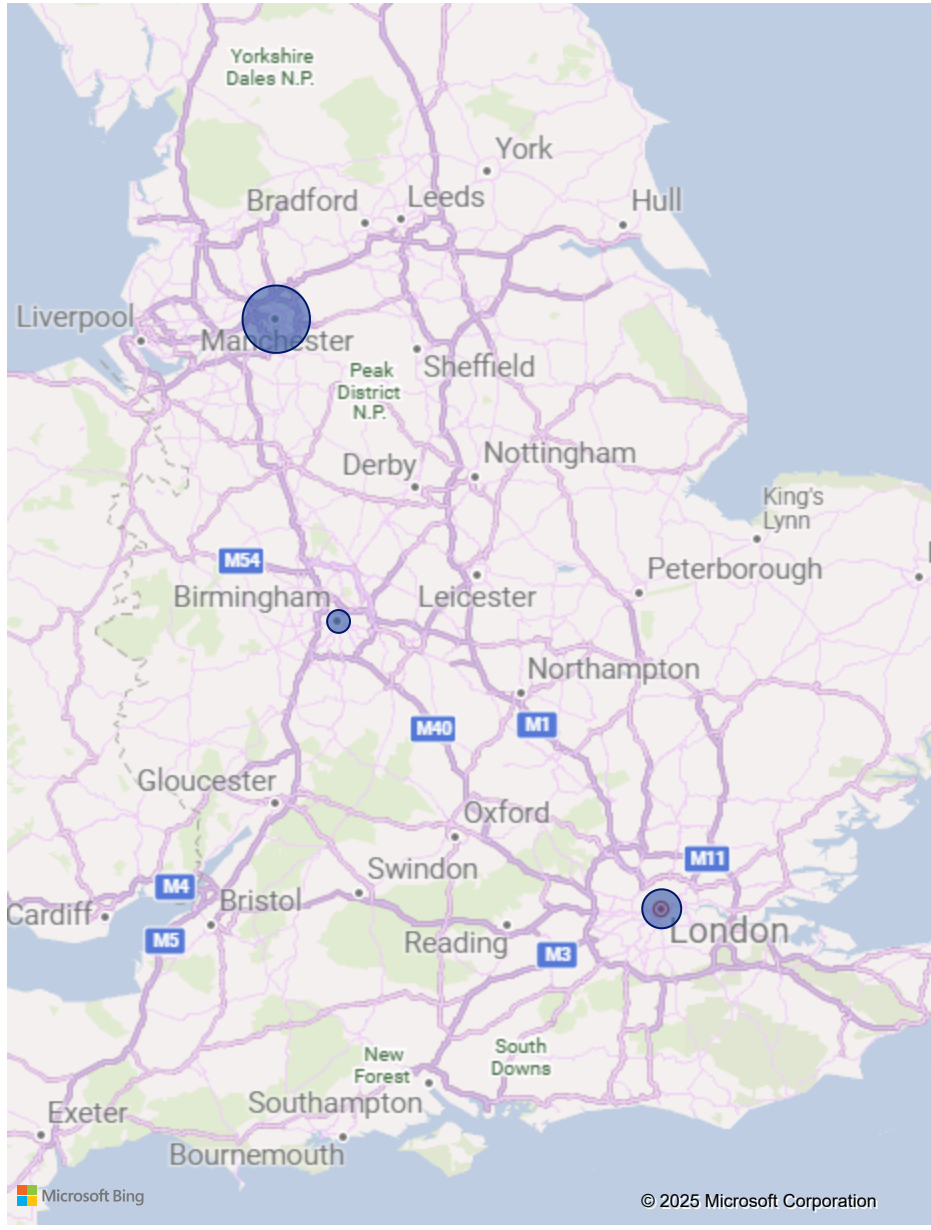 Yorkshire
Dales N.P.
York
Bradford
Leeds
Hull
Liverpool
Manchester
Sheffield
Peak
District
N.P.
Nottingham
Derby
King's
Lynn
M54
Peterborough
Birmingham
Leicester
Northampton
M40
M1
Gloucester
Oxford
M11
Swindon
M4
Bristol
Cardiff
London
Reading
M5
M3
South
Downs
New
Forest
Southampton
Exeter
Bournemouth
Microsoft Bing
© 2025 Microsoft Corporation